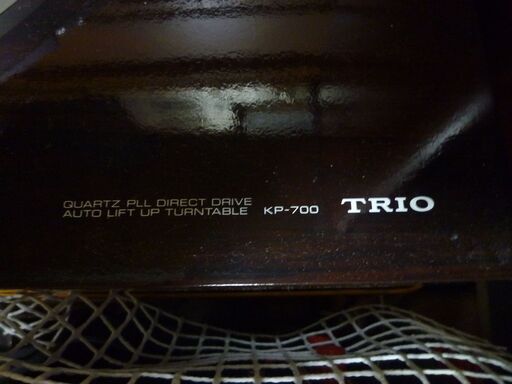 QUARTZ PLL DIRECT DRIVE
AUTO LIFT UP TURNTABLE KP-700 TRIO